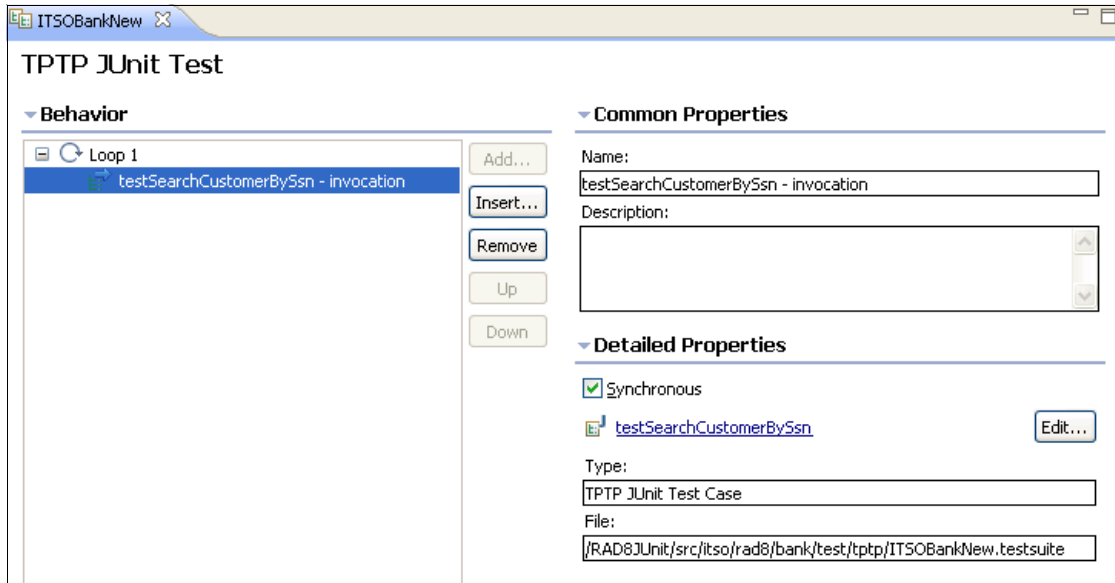 ITSOBankNew
TPTP JUnit Test
Behavior
Loop 1
testSearchCustomerBySsn - invocation
Add...
Insert...
Remove
Up
Down
Common Properties
Name:
testSearchCustomerBySsn - invocation
Description:
Detailed Properties
Synchronous
testSearchCustomerBySsn
Edit...
Type:
TPTP JUnit Test Case
File:
/RAD8JUnit/src/itso/rad8/bank/test/tptp/ITSOBankNew.testsuite